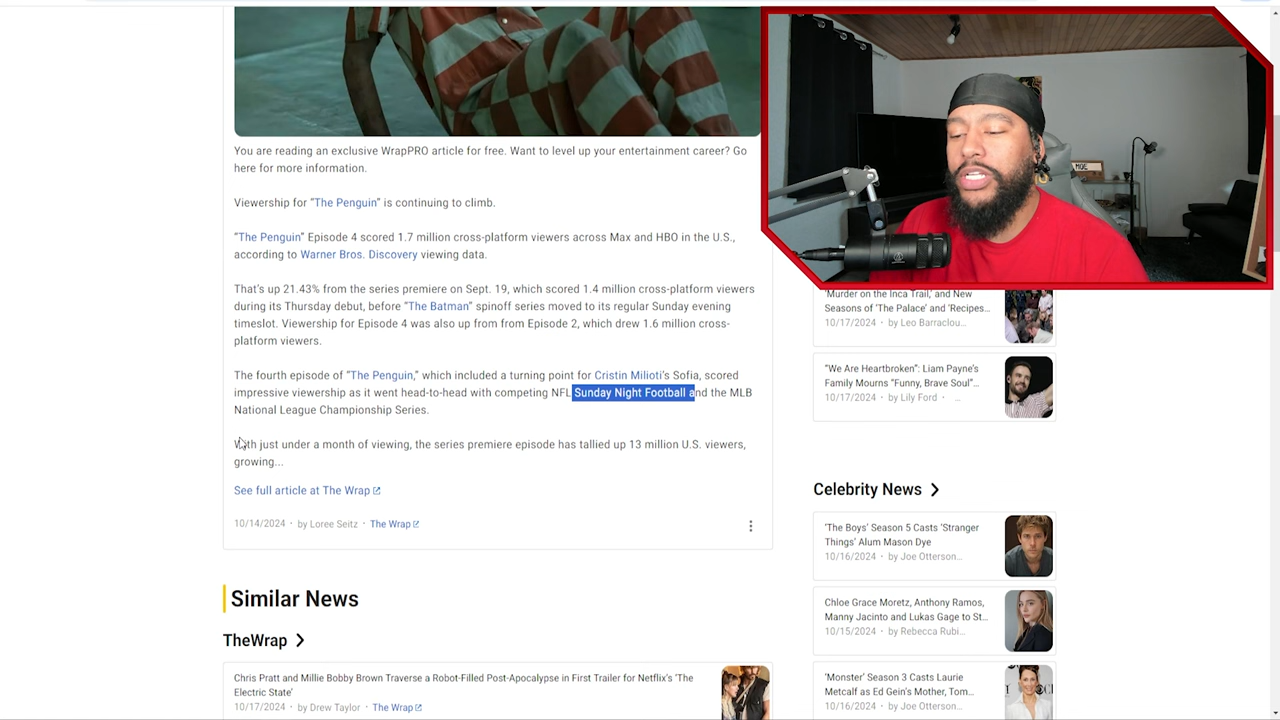 You are reading an exclusive WrapPRO article for free. Want to level up your entertainment career? Go
here for more information.
Viewership for “The Penguin” is continuing to climb.
“The Penguin” Episode 4 scored 1.7 million cross-platform viewers across Max and HBO in the U.S.,
according to Warner Bros. Discovery viewing data.
That’s up 21.43% from the series premiere on Sept. 19, which scored 1.4 million cross-platform viewers
during its Thursday debut, before “The Batman” spinoff series moved to its regular Sunday evening
timeslot. Viewership for Episode 4 was also up from from Episode 2, which drew 1.6 million cross-
platform viewers.
The fourth episode of “The Penguin,” which included a turning point for Cristin Milioti’s Sofia, scored
impressive viewership as it went head-to-head with competing NFL Sunday Night Football and the MLB
National League Championship Series.
With just under a month of viewing, the series premiere episode has tallied up 13 million U.S. viewers,
growing...
See full article at The Wrap
10/14/2024 · by Loree Seitz · The Wrap
Similar News
TheWrap
Chris Pratt and Millie Bobby Brown Traverse a Robot-Filled Post-Apocalypse in First Trailer for Netflix’s ‘The
Electric State’
10/17/2024 · by Drew Taylor · The Wrap
MOE
‘Murder on the Inca Trail,’ and New
Seasons of ‘The Palace’ and ‘Recipes...
10/17/2024 · by Leo Barraclou...
“We Are Heartbroken”: Liam Payne’s
Family Mourns “Funny, Brave Soul”...
10/17/2024 · by Lily Ford · ...
Celebrity News
‘The Boys’ Season 5 Casts ‘Stranger
Things’ Alum Mason Dye
10/16/2024 · by Joe Otterson...
Chloe Grace Moretz, Anthony Ramos,
Manny Jacinto and Lukas Gage to St...
10/15/2024 · by Rebecca Rubi...
‘Monster’ Season 3 Casts Laurie
Metcalf as Ed Gein’s Mother, Tom...
10/16/2024 · by Joe Otterson...